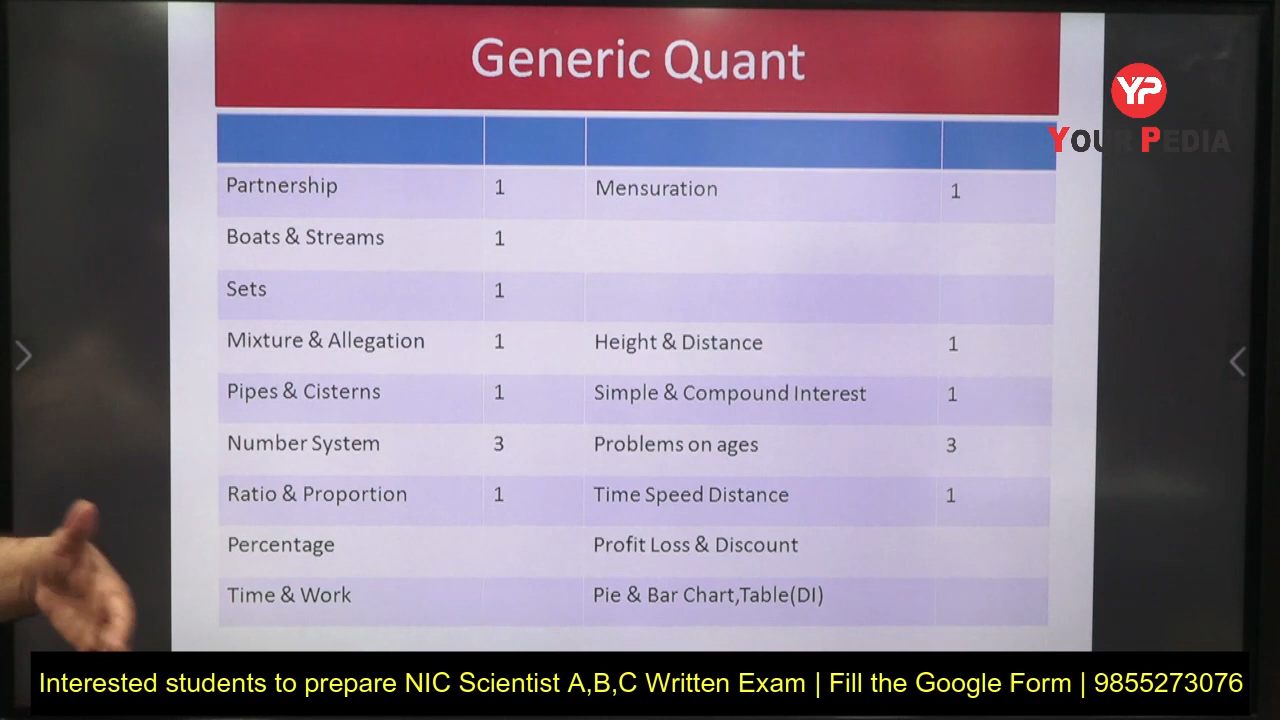 Generic Quant
YP
YOUR PEDIA
Partnership 1 Mensuration 1
Boats & Streams 1
Sets 1
Mixture & Allegation 1 Height & Distance 1
Pipes & Cisterns 1 Simple & Compound Interest 1
Number System 3 Problems on ages 3
Ratio & Proportion 1 Time Speed Distance 1
Percentage Profit Loss & Discount
Time & Work Pie & Bar Chart,Table(DI)
Interested students to prepare NIC Scientist A,B,C Written Exam | Fill the Google Form | 9855273076